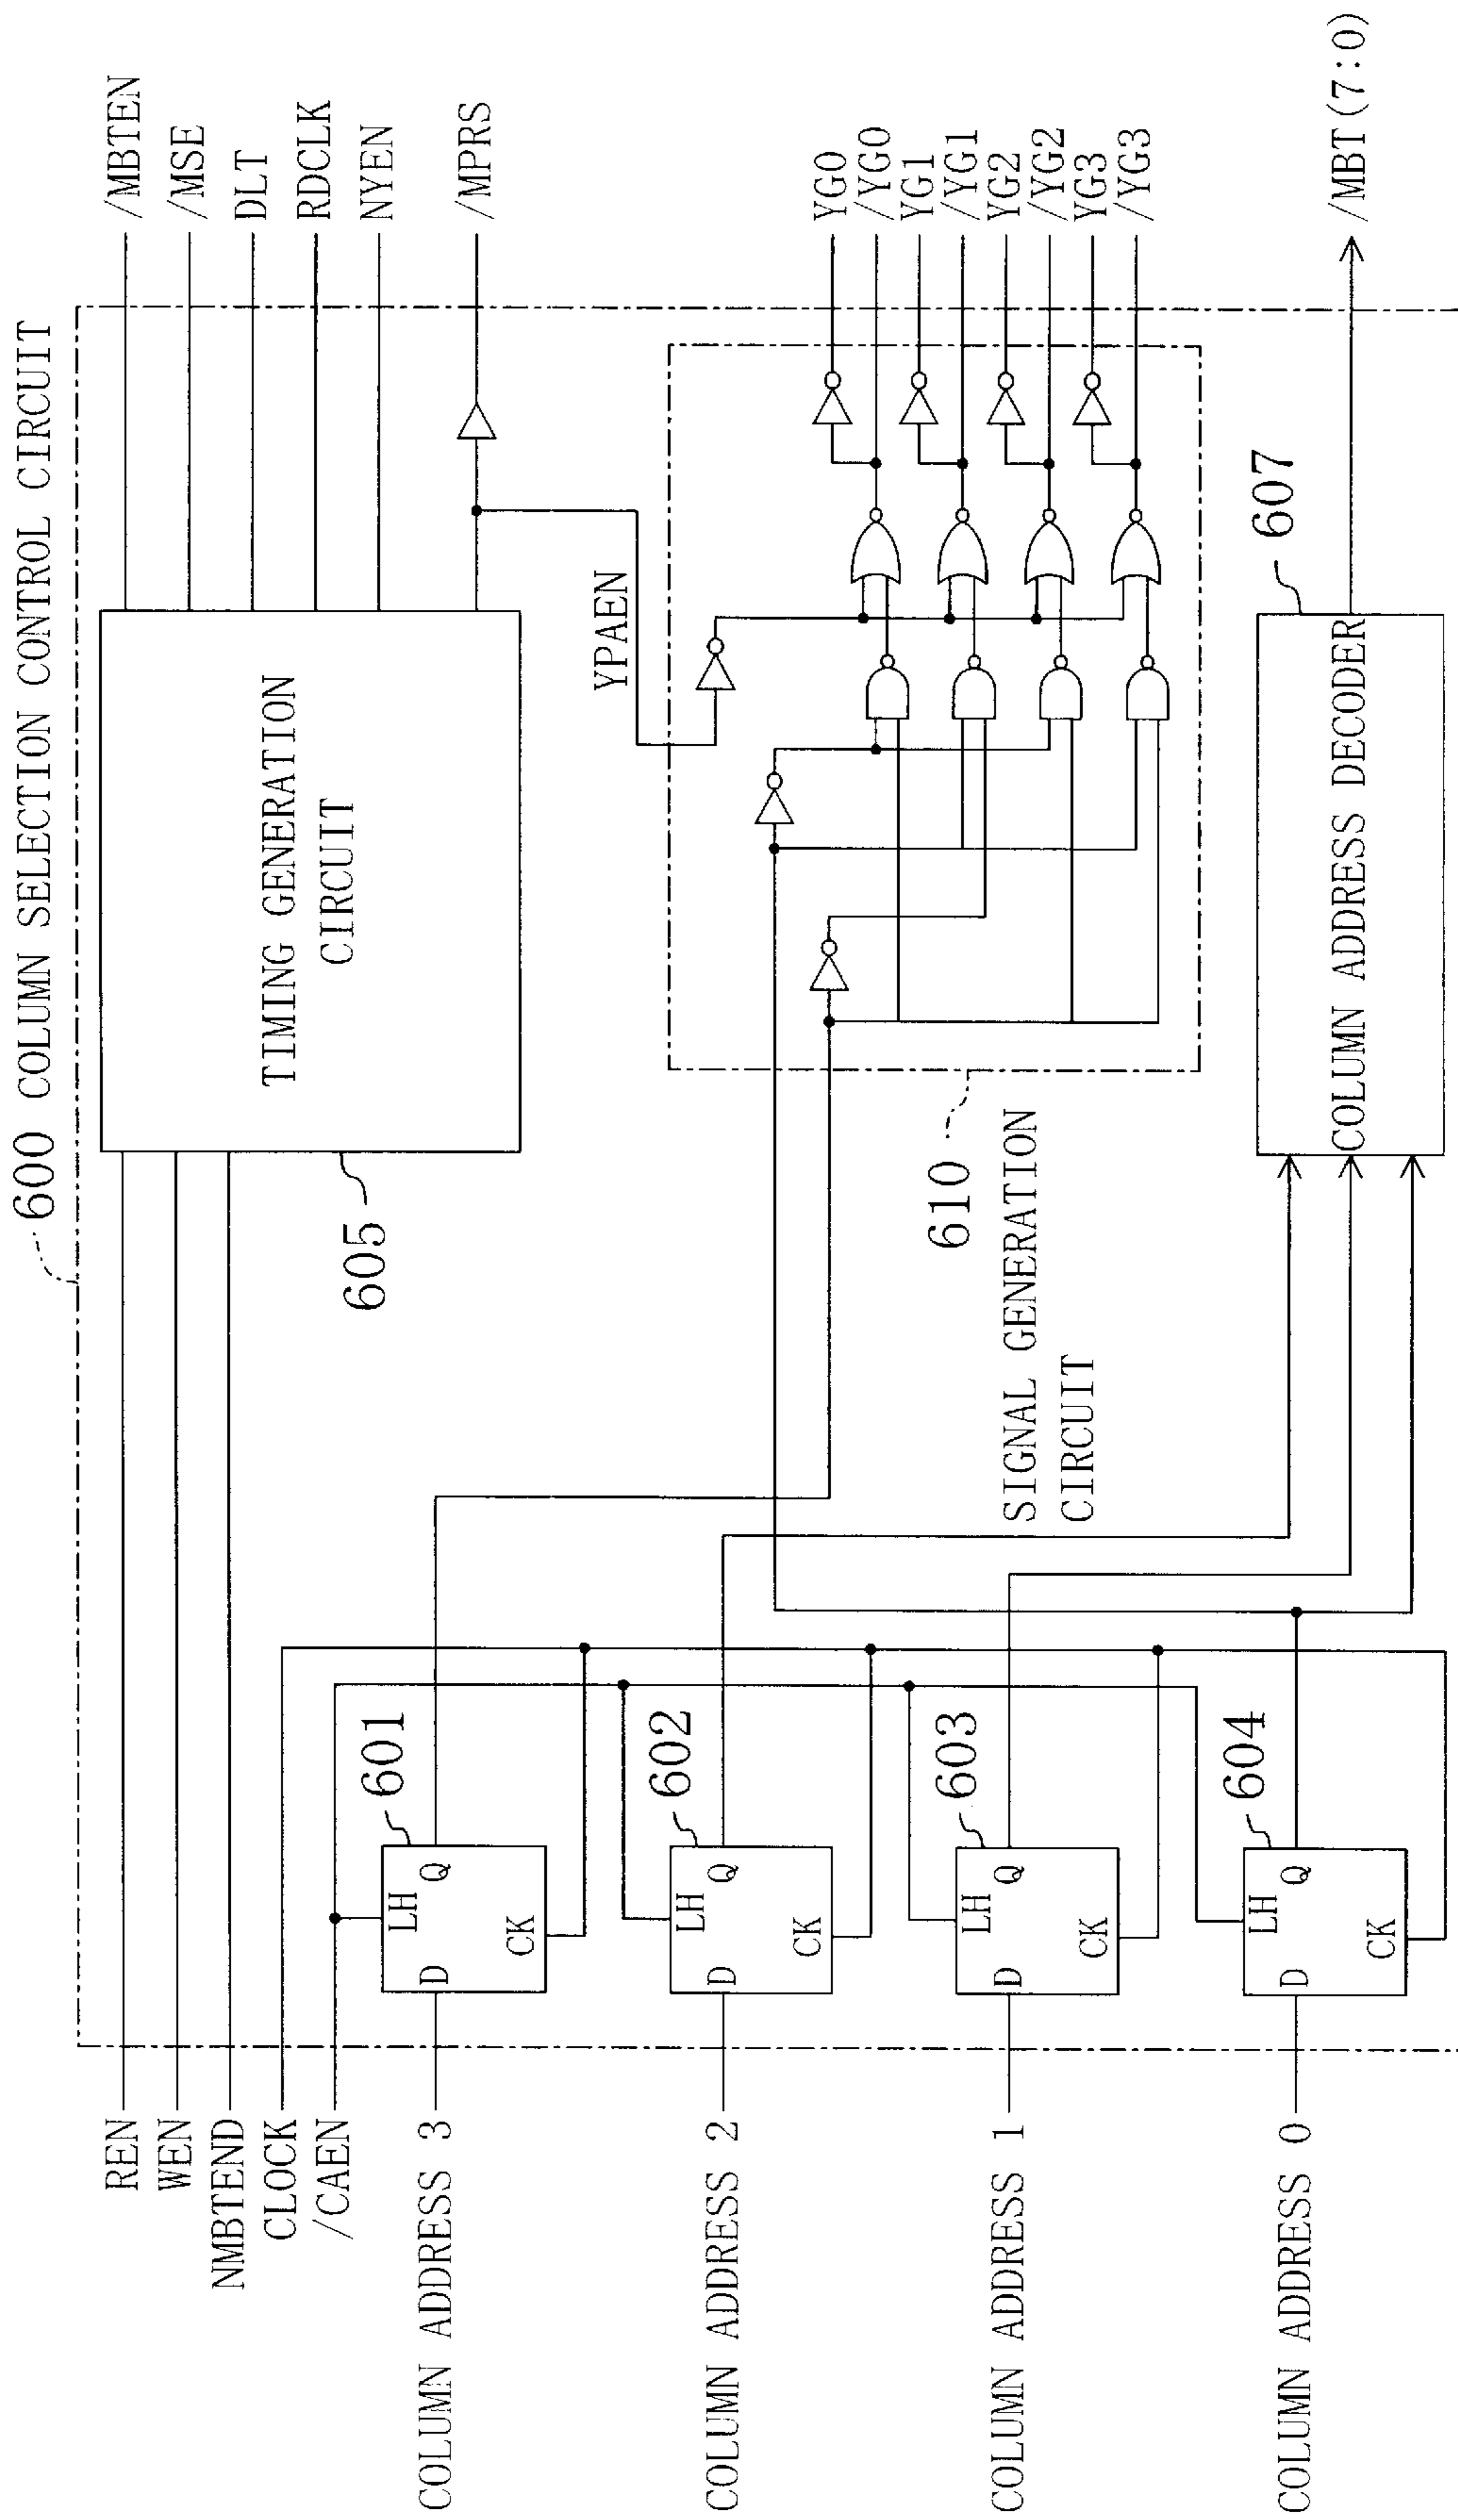 600 COLUMN SELECTION CONTROL CIRCUIT
REN
WEN
NMBTEND
CLOCK
/CAEN
COLUMN ADDRESS 3
COLUMN ADDRESS 2
COLUMN ADDRESS 1
COLUMN ADDRESS 0
601
D
LH
Q
CK
602
D
LH
Q
CK
603
D
LH
Q
CK
604
D
LH
Q
CK
605
TIMING GENERATION
CIRCUIT
YPAEN
610
SIGNAL GENERATION
CIRCUIT
607
COLUMN ADDRESS DECODER
/MBTEN
/MSE
DLT
RDCLK
NYEN
/MPRS
YG0
/YG0
YG1
/YG1
YG2
/YG2
YG3
/YG3
/MBT(7:0)